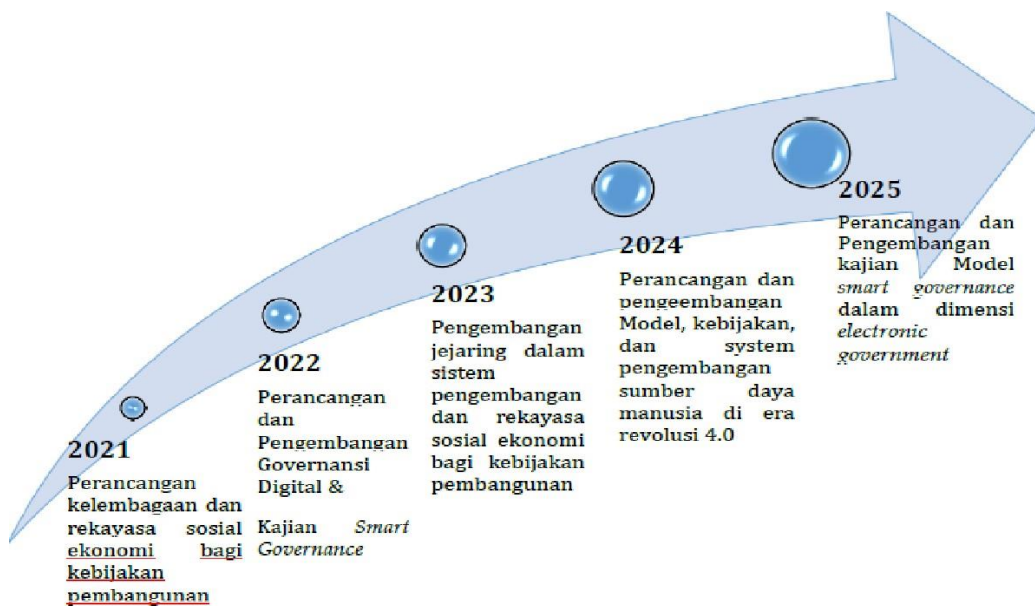 2021
Perancangan
kelembagaan dan
rekayasa sosial
ekonomi bagi
kebijakan
pembangunan
2022
Perancangan
dan
Pengembangan
Governansi
Digital &
Kajian Smart
Governance
2023
Pengembangan
jejaring dalam
sistem
pengembangan
dan rekayasa
sosial ekonomi
bagi kebijakan
pembangunan
2024
Perancangan dan
pengeembangan
Model, kebijakan,
dan system
pengembangan
sumber daya
manusia di era
revolusi 4.0
2025
Perancangan dan
Pengembangan
kajian Model
smart governance
dalam dimensi
electronic
government